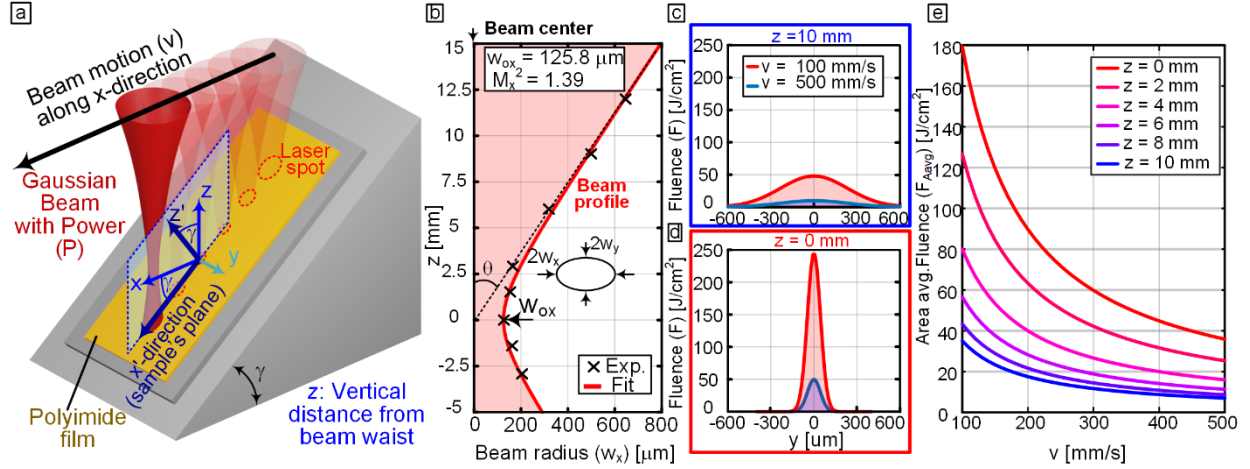 a
Beam motion (v)
along x-direction
Gaussian
Beam
with Power
(P)
Laser
spot
z
z'
γ
y
x
γ
x'-direction
(sample's plane)
γ
Polyimide
film
z: Vertical
distance from
beam waist
b
Beam center
w₀ₓ = 125.8 μm
Mₓ² = 1.39
15
12.5
10
7.5
5
2.5
0
-2.5
-5
z [mm]
Beam
profile
θ
2wₓ
2w_y
w₀ₓ
× Exp.
Fit
0 200 400 600 800
Beam radius (wₓ) [μm]
c
z =10 mm
v = 100 mm/s
v = 500 mm/s
250
200
150
100
50
0
Fluence (F) [J/cm²]
-600 -300 0 300 600
d
z = 0 mm
250
200
150
100
50
0
Fluence (F) [J/cm²]
-600 -300 0 300 600
y [um]
e
180
160
140
120
100
80
60
40
20
0
Area avg. Fluence (F_Aavg) [J/cm²]
z = 0 mm
z = 2 mm
z = 4 mm
z = 6 mm
z = 8 mm
z = 10 mm
100 200 300 400 500
v [mm/s]